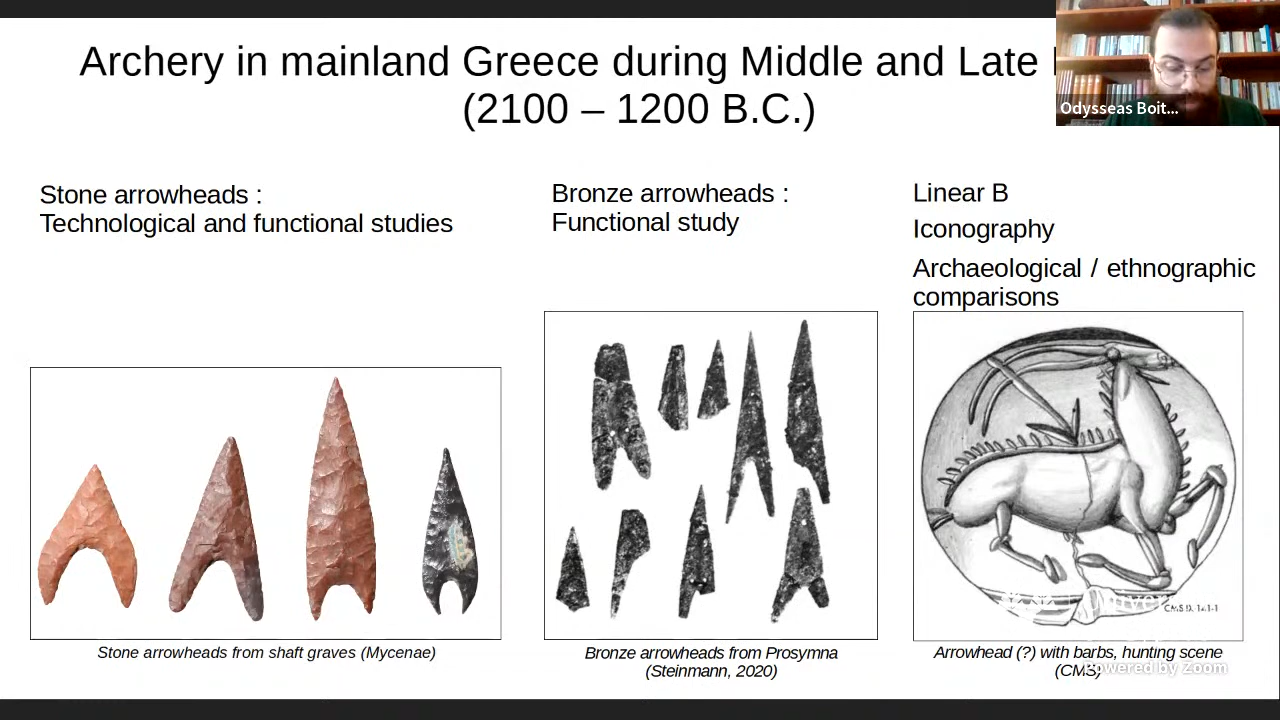 Archery in mainland Greece during Middle and Late
(2100 – 1200 B.C.)
Odysseas Boit...
Stone arrowheads :
Technological and functional studies
Bronze arrowheads :
Functional study
Linear B
Iconography
Archaeological / ethnographic
comparisons
Stone arrowheads from shaft graves (Mycenae)
Bronze arrowheads from Prosymna
(Steinmann, 2020)
Arrowhead (?) with barbs, hunting scene
(CMS)
Powered by Zoom